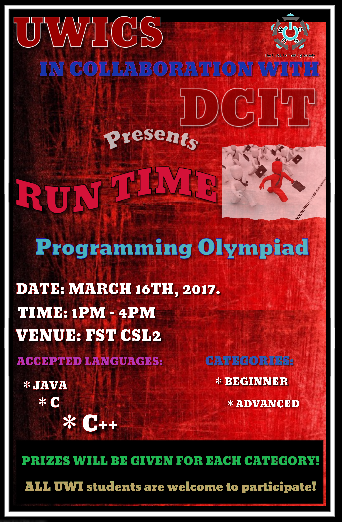 UWICS
IN COLLABORATION WITH
DCIT
Presents
RUN TIME
Programming Olympiad
DATE: MARCH 16TH, 2017.
TIME: 1PM - 4PM
VENUE: FST CSL2
ACCEPTED LANGUAGES:
* JAVA
* C
* C++
CATEGORIES:
* BEGINNER
* ADVANCED
PRIZES WILL BE GIVEN FOR EACH CATEGORY!
ALL UWI students are welcome to participate!